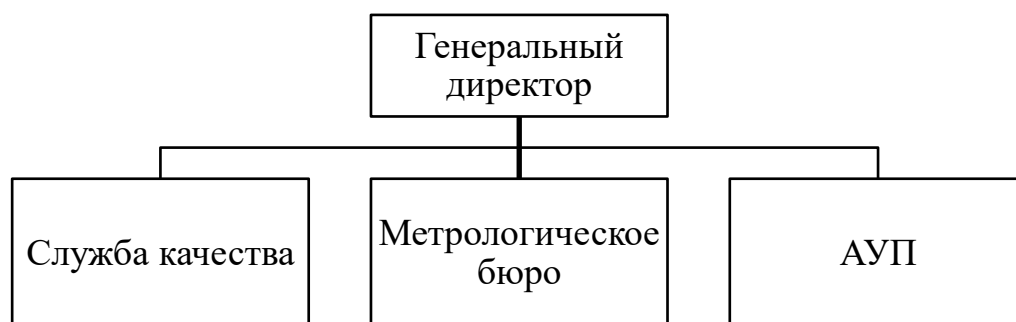 Генеральный
директор
Служба качества
Метрологическое
бюро
АУП